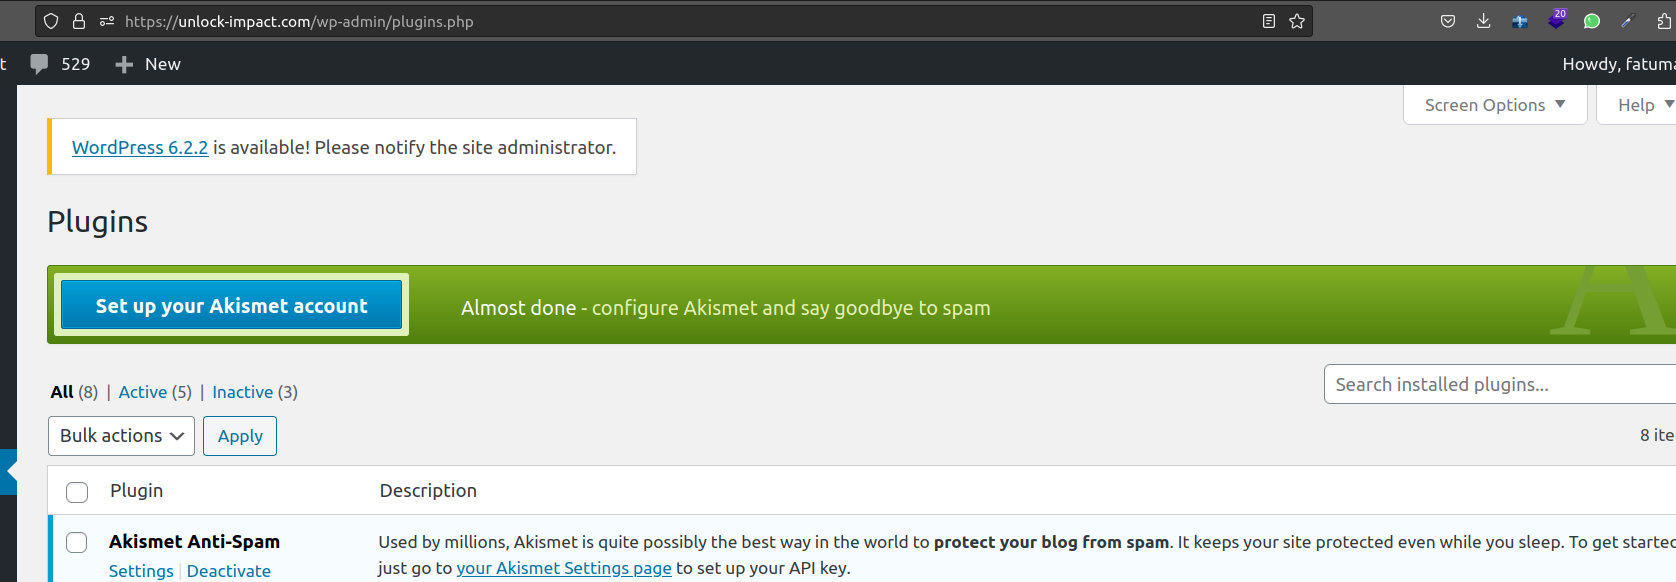 https://unlock-impact.com/wp-admin/plugins.php
20
529 New
Howdy,
Screen Options Help
WordPress 6.2.2 is available! Please notify the site administrator.
Plugins
Set up your Akismet account Almost done - configure Akismet and say goodbye to spam
All (8) | Active (5) | Inactive (3)
Search installed plugins...
Bulk actions Apply
8
Plugin Description
Akismet Anti-Spam Used by millions, Akismet is quite possibly the best way in the world to protect your blog from spam. It keeps your site protected even while you sleep. To get started
Settings | Deactivate just go to your Akismet Settings page to set up your API key.